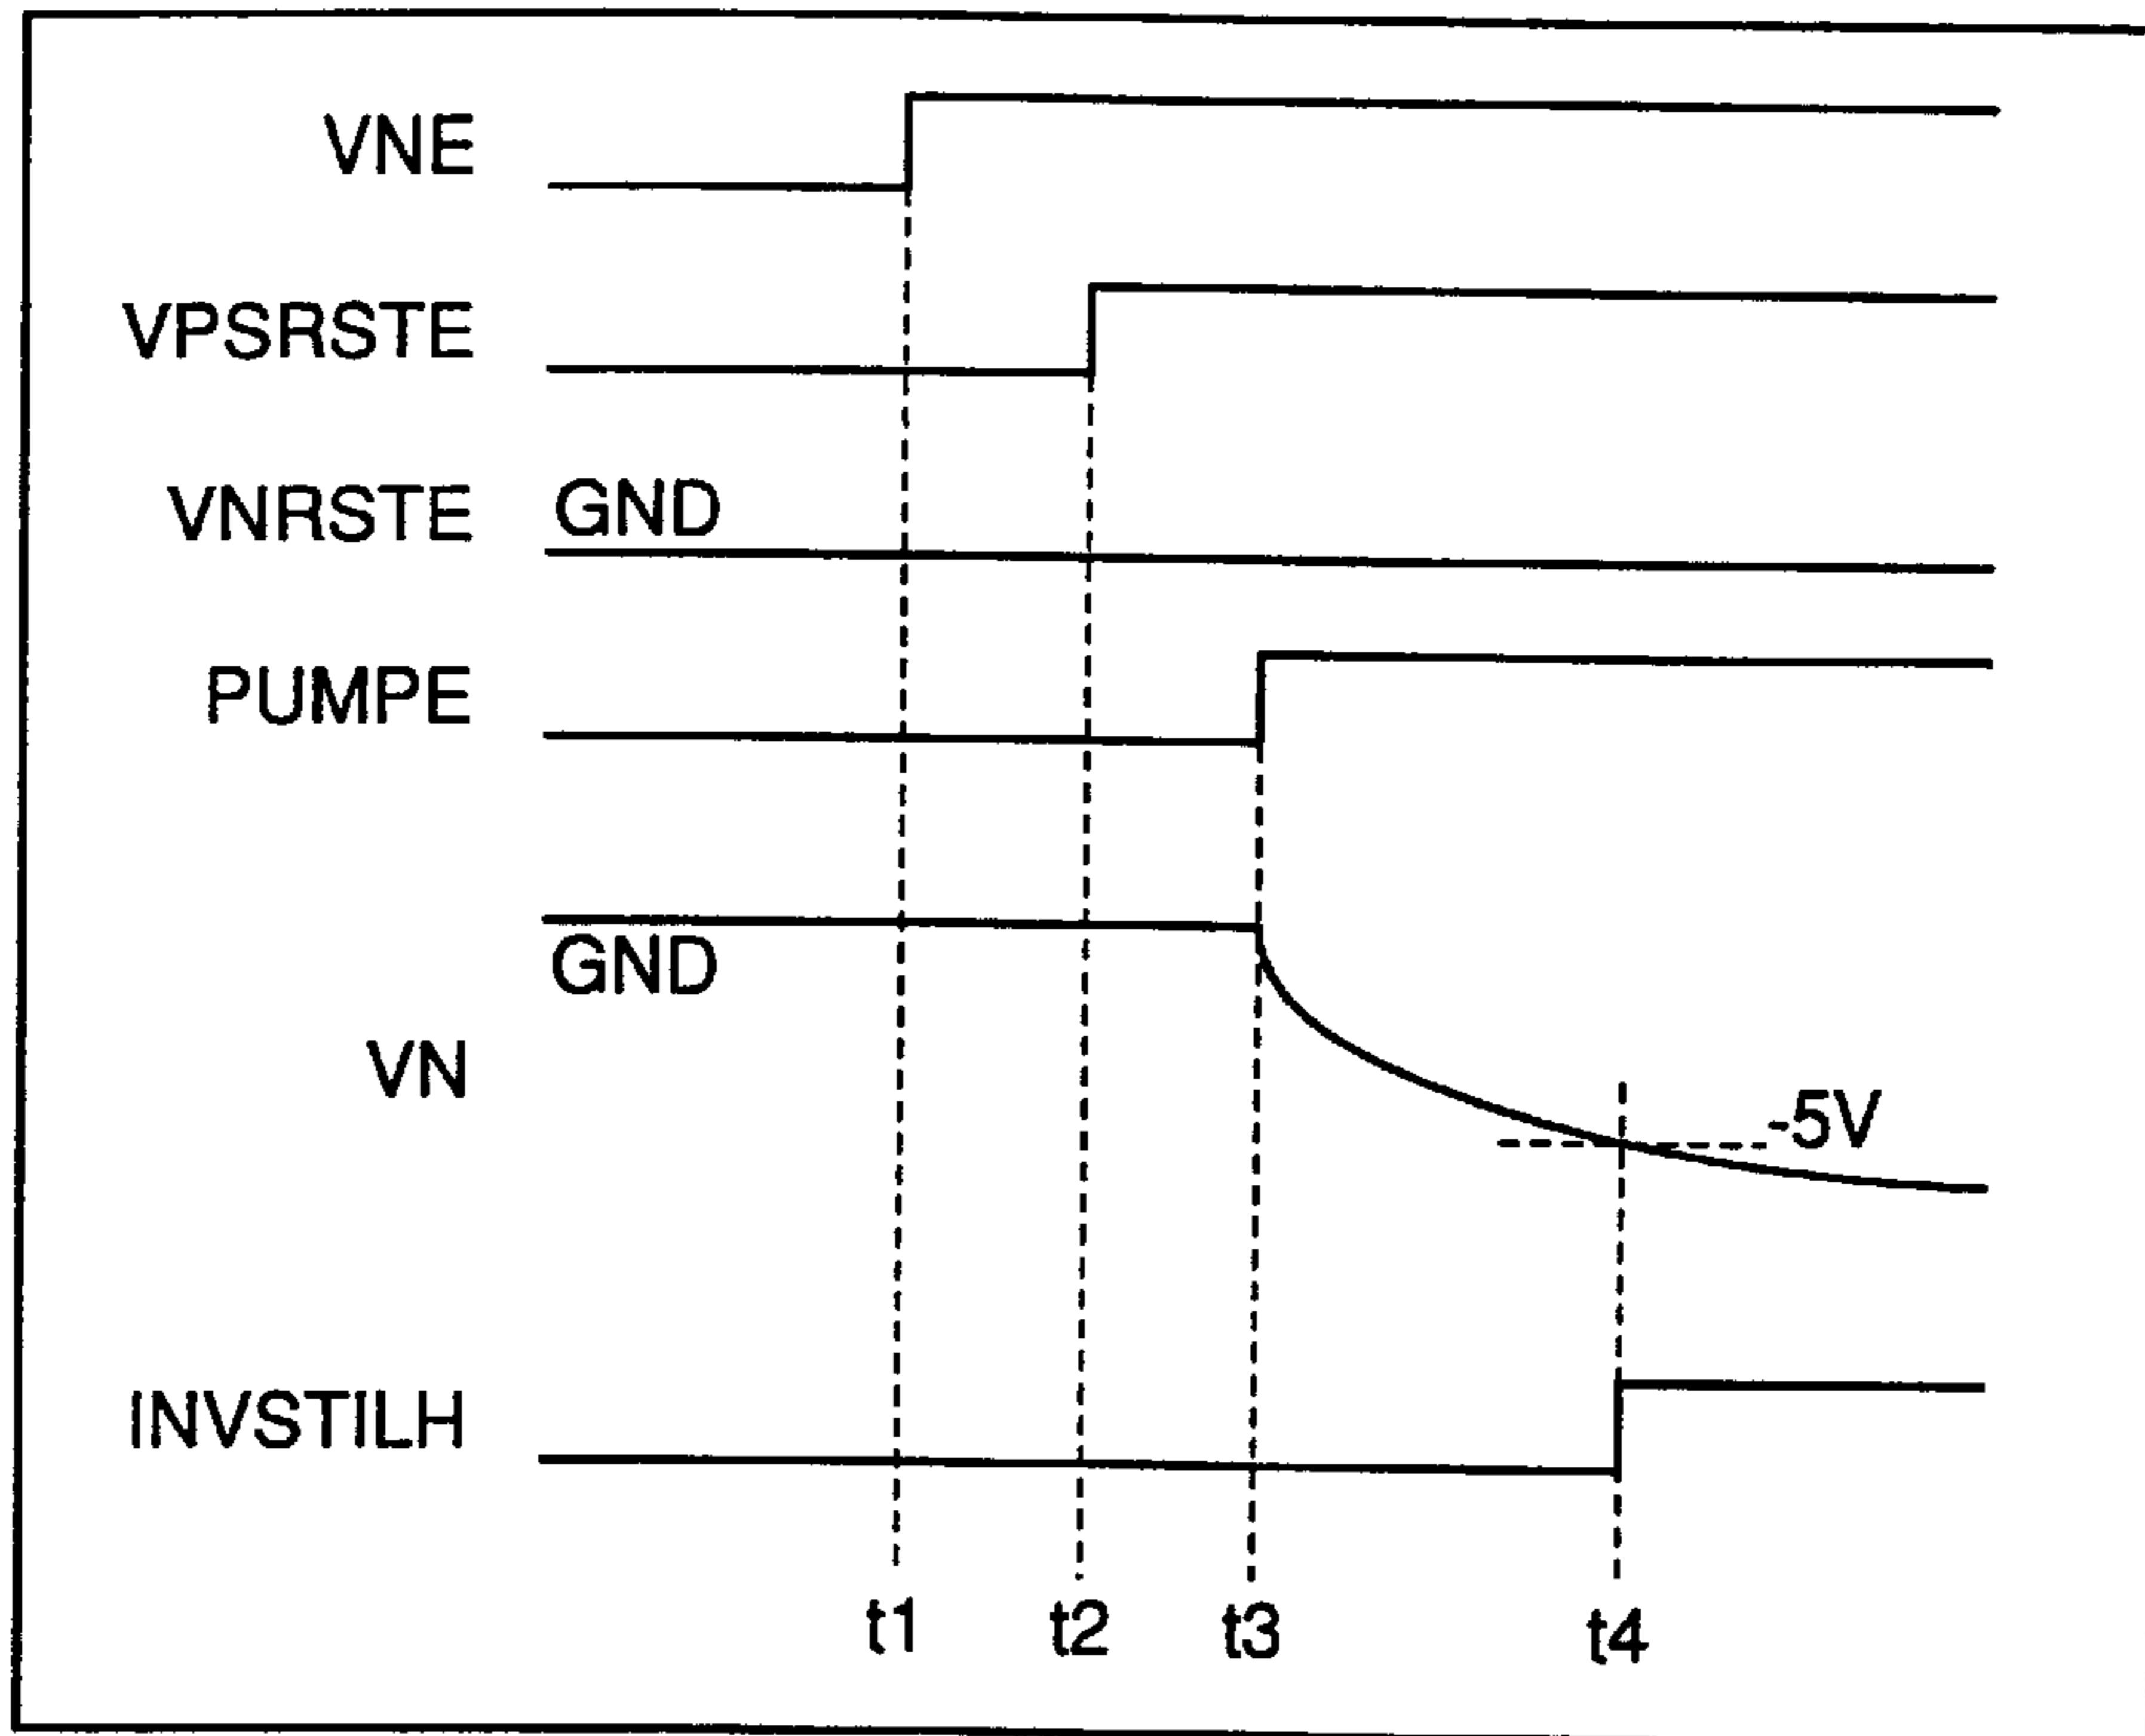 VNE
VPSRSTE
VNRSTE GND
PUMPE
GND
VN
-5V
INVSTILH
t1 t2 t3 t4